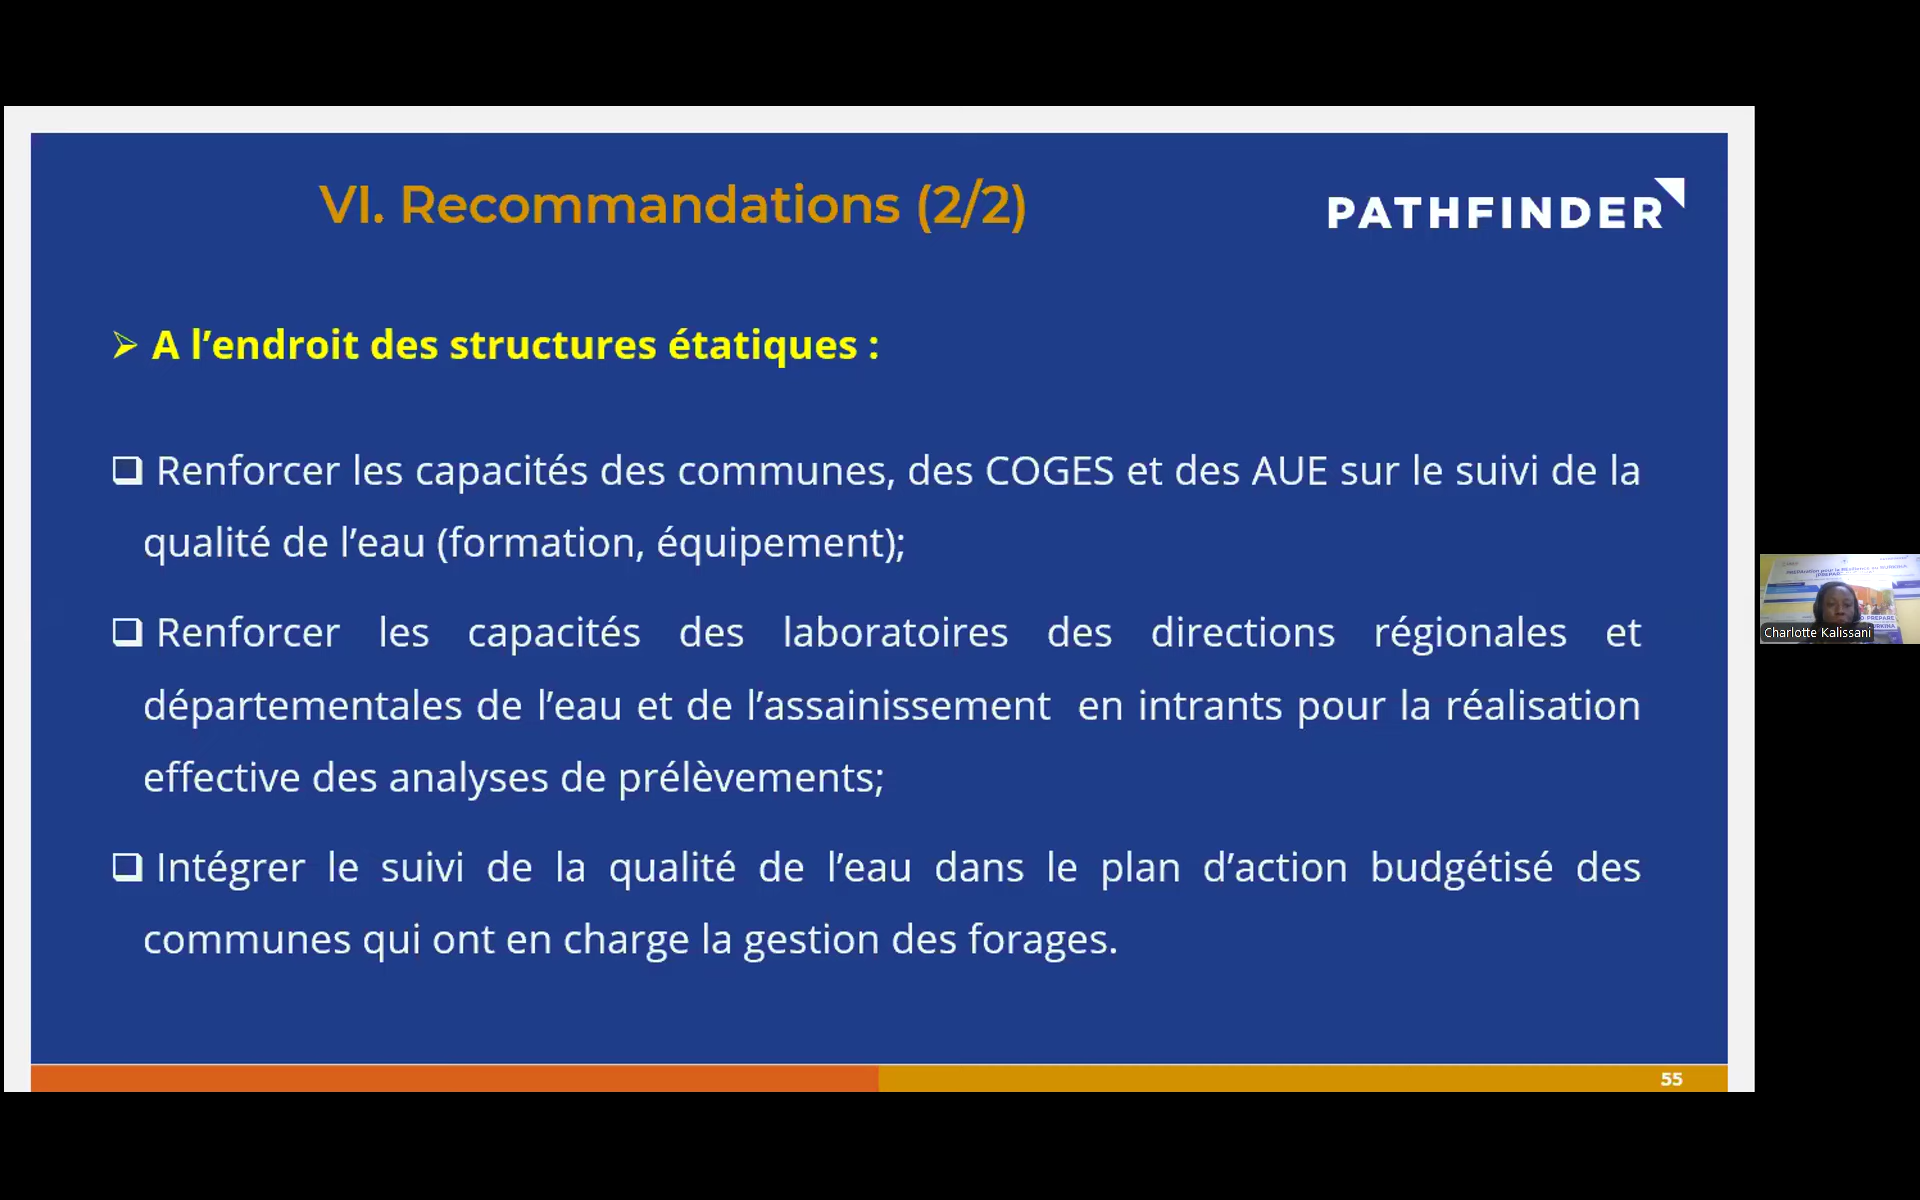 VI. Recommandations (2/2)
PATHFINDER
A l’endroit des structures étatiques :
Renforcer les capacités des communes, des COGES et des AUE sur le suivi de la
qualité de l’eau (formation, équipement);
Renforcer les capacités des laboratoires des directions régionales et
départementales de l’eau et de l’assainissement en intrants pour la réalisation
effective des analyses de prélèvements;
Intégrer le suivi de la qualité de l’eau dans le plan d’action budgétisé des
communes qui ont en charge la gestion des forages.
55
Charlotte Kalissani